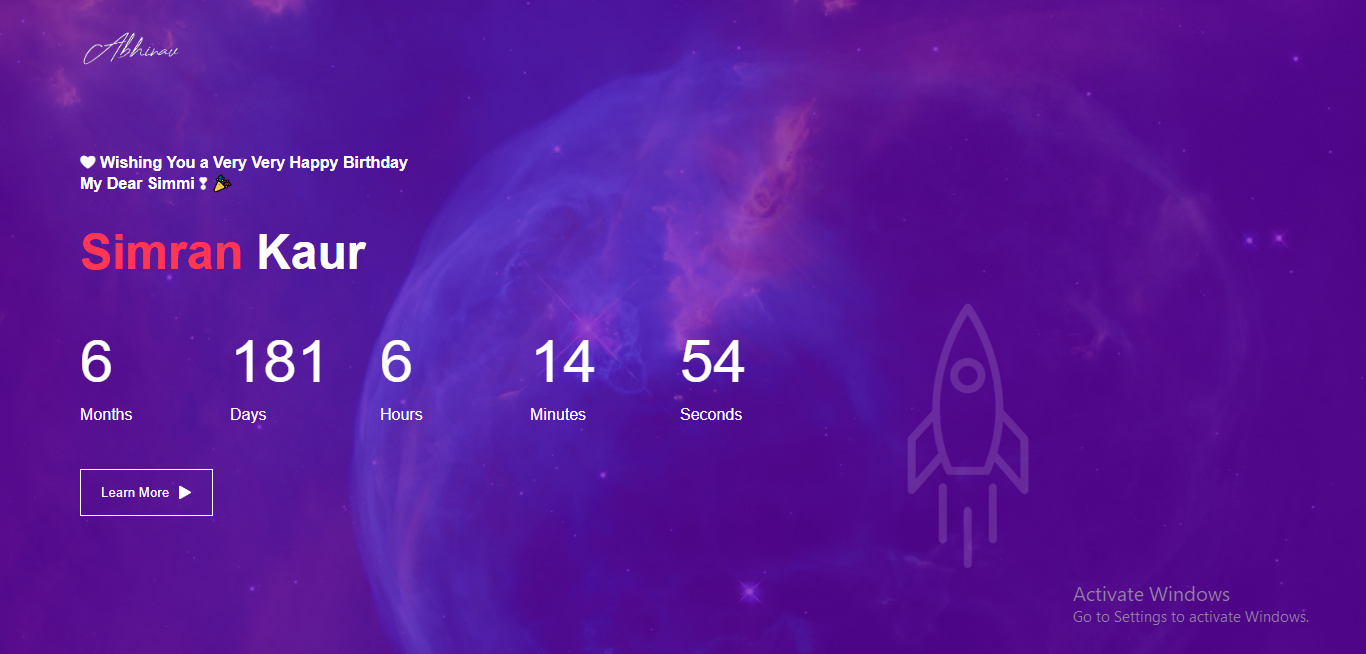 Abhinav
🖤 Wishing You a Very Very Happy Birthday
My Dear Simmi ❣ 🎉
Simran Kaur
6 181 6 14 54
Months Days Hours Minutes Seconds
Learn More ▶
Activate Windows
Go to Settings to activate Windows.